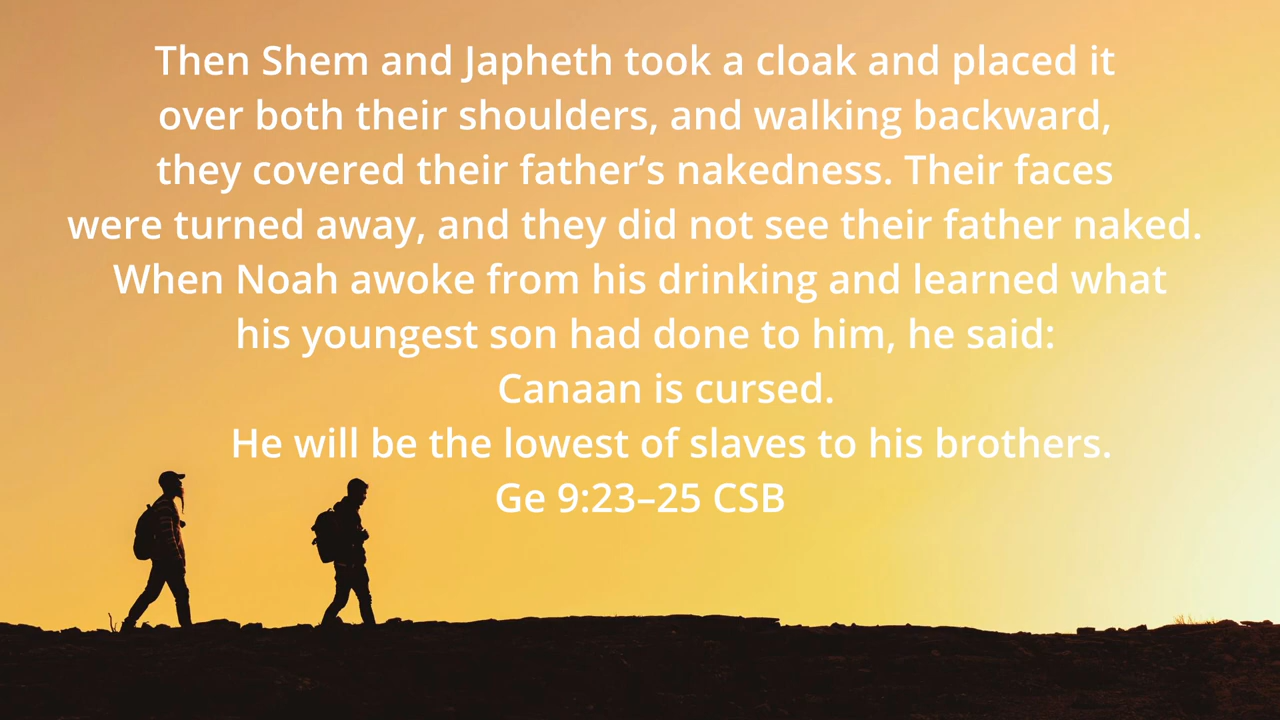 Then Shem and Japheth took a cloak and placed it
over both their shoulders, and walking backward,
they covered their father’s nakedness. Their faces
were turned away, and they did not see their father naked.
When Noah awoke from his drinking and learned what
his youngest son had done to him, he said:
Canaan is cursed.
He will be the lowest of slaves to his brothers.
Ge 9:23–25 CSB